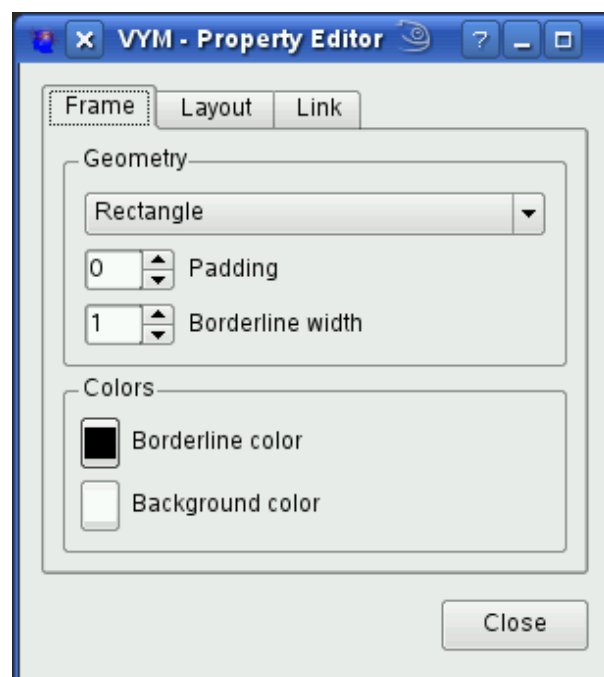 VYM - Property Editor
Frame Layout Link
Geometry
Rectangle
0 Padding
1 Borderline width
Colors
Borderline color
Background color
Close